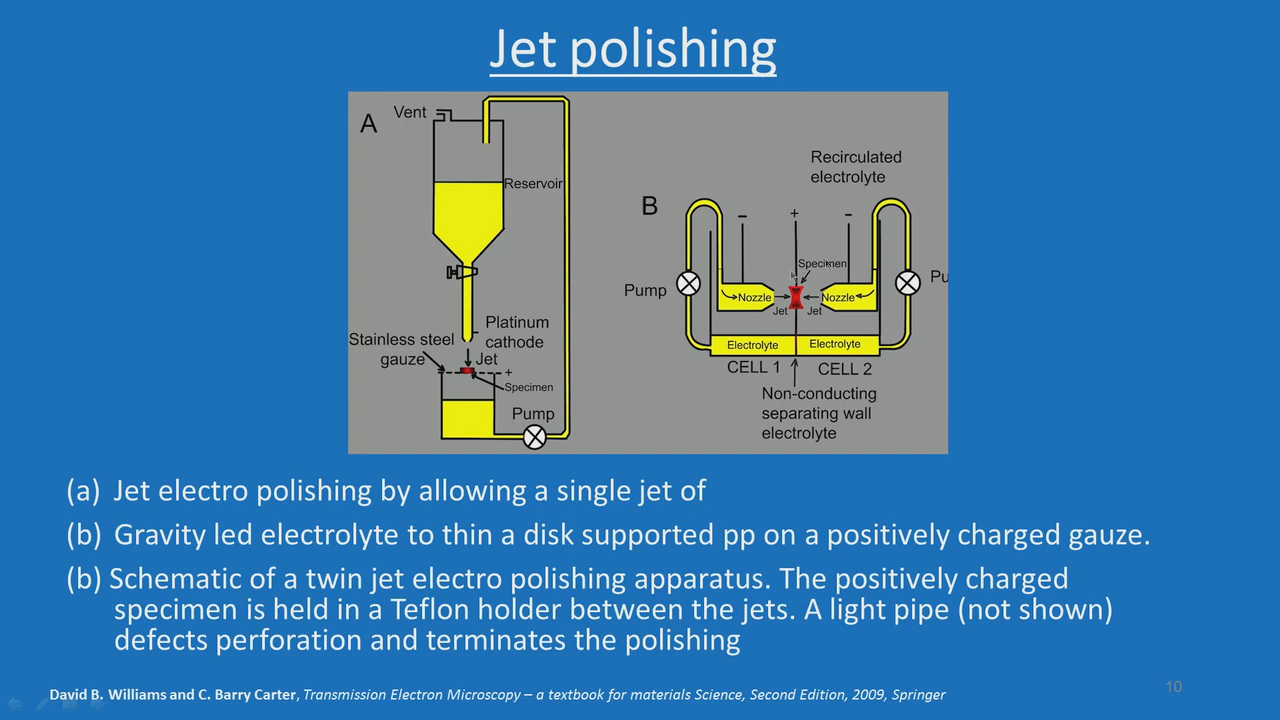 Jet polishing
A
Vent
Reservoir
Platinum
cathode
Stainless steel
gauze
Jet
+
Specimen
Pump
B
Recirculated
electrolyte
- + -
Specimen
Pump
Nozzle
Nozzle
Pu
Jet
Jet
Electrolyte
Electrolyte
CELL 1
CELL 2
Non-conducting
separating wall
electrolyte
(a) Jet electro polishing by allowing a single jet of
(b) Gravity led electrolyte to thin a disk supported pp on a positively charged gauze.
(b) Schematic of a twin jet electro polishing apparatus. The positively charged
specimen is held in a Teflon holder between the jets. A light pipe (not shown)
defects perforation and terminates the polishing
David B. Williams and C. Barry Carter, Transmission Electron Microscopy – a textbook for materials Science, Second Edition, 2009, Springer
10